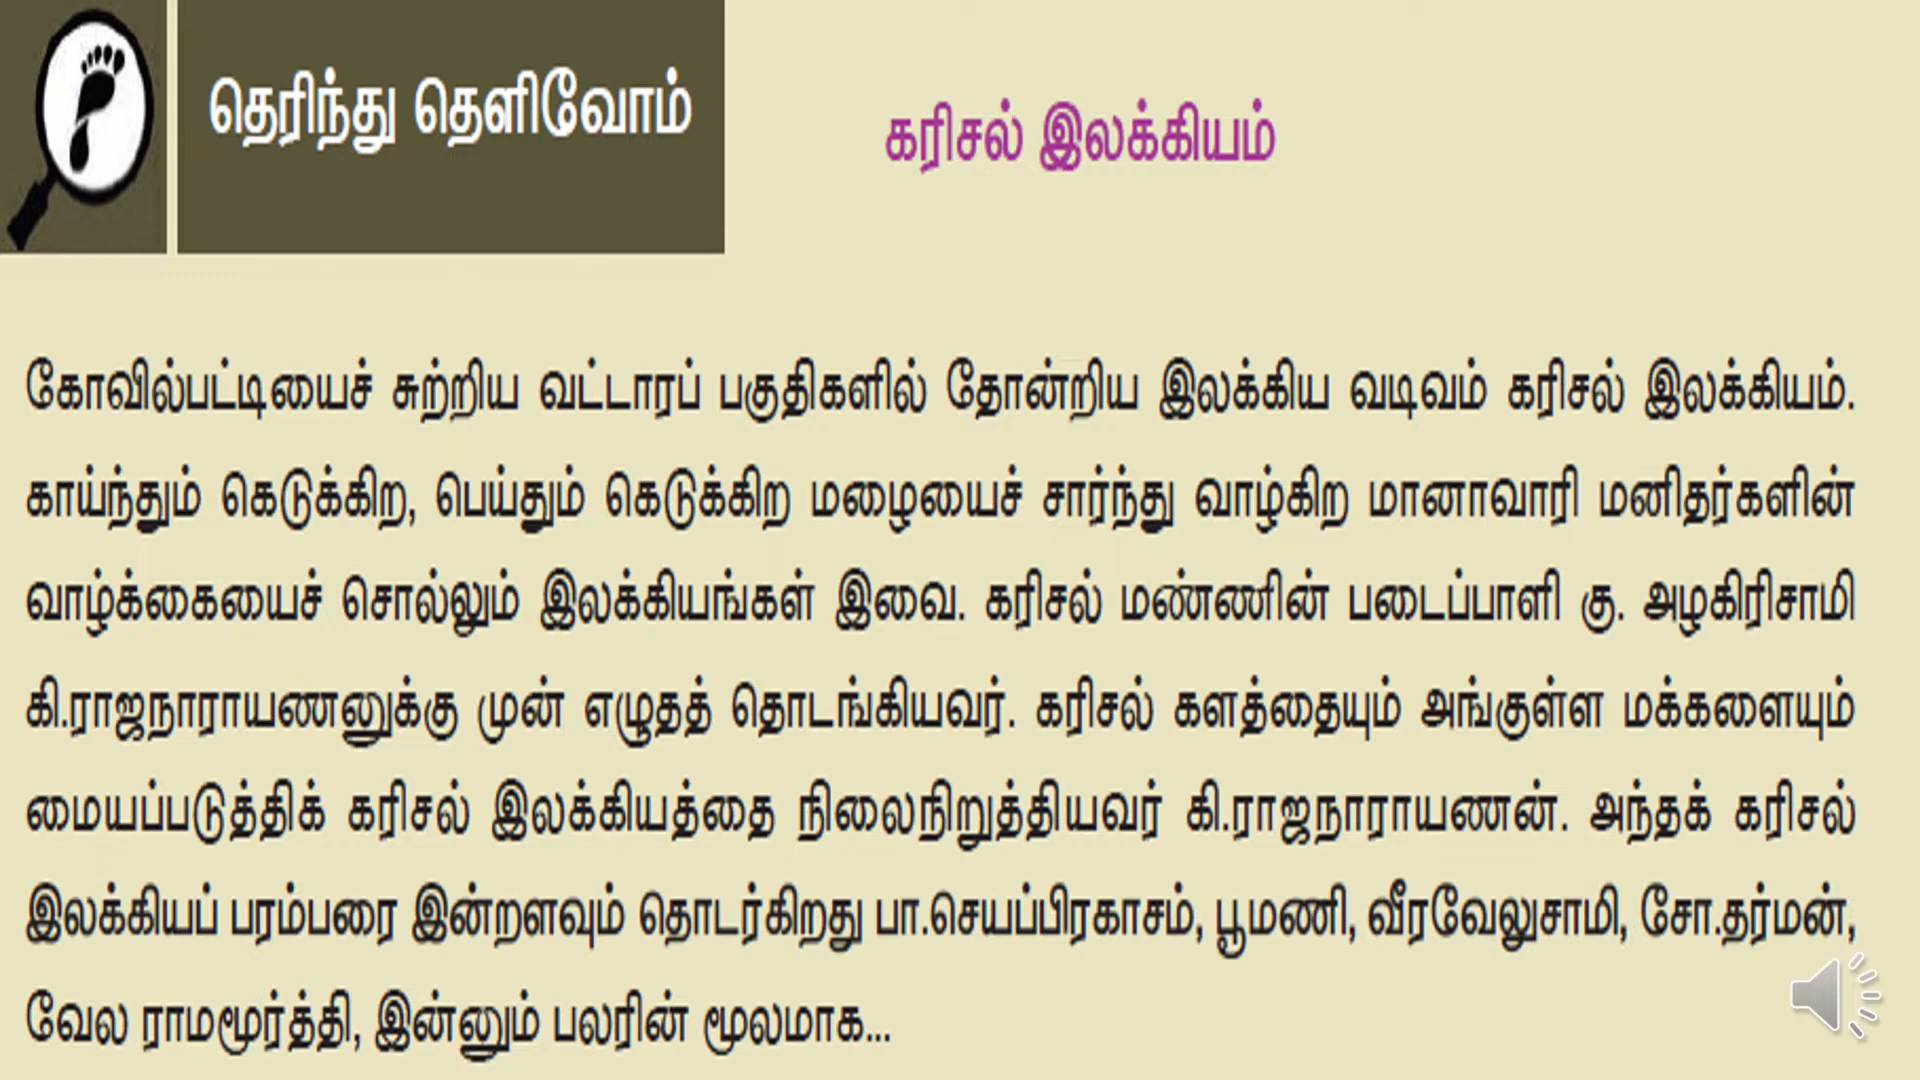 தெரிந்து தெளிவோம்
கரிசல் இலக்கியம்
கோவில்பட்டியைச் சுற்றிய வட்டாரப் பகுதிகளில் தோன்றிய இலக்கிய வடிவம் கரிசல் இலக்கியம்.
காய்ந்தும் கெடுக்கிற, பெய்தும் கெடுக்கிற மழையைச் சார்ந்து வாழ்கிற மானாவாரி மனிதர்களின்
வாழ்க்கையைச் சொல்லும் இலக்கியங்கள் இவை. கரிசல் மண்ணின் படைப்பாளி கு. அழகிரிசாமி
கி.ராஜநாராயணனுக்கு முன் எழுதத் தொடங்கியவர். கரிசல் களத்தையும் அங்குள்ள மக்களையும்
மையப்படுத்திக் கரிசல் இலக்கியத்தை நிலைநிறுத்தியவர் கி.ராஜநாராயணன். அந்தக் கரிசல்
இலக்கியப் பரம்பரை இன்றளவும் தொடர்கிறது பா.செயப்பிரகாசம், பூமணி, வீரவேலுசாமி, சோ.தர்மன்,
வேல ராமமூர்த்தி, இன்னும் பலரின் மூலமாக...